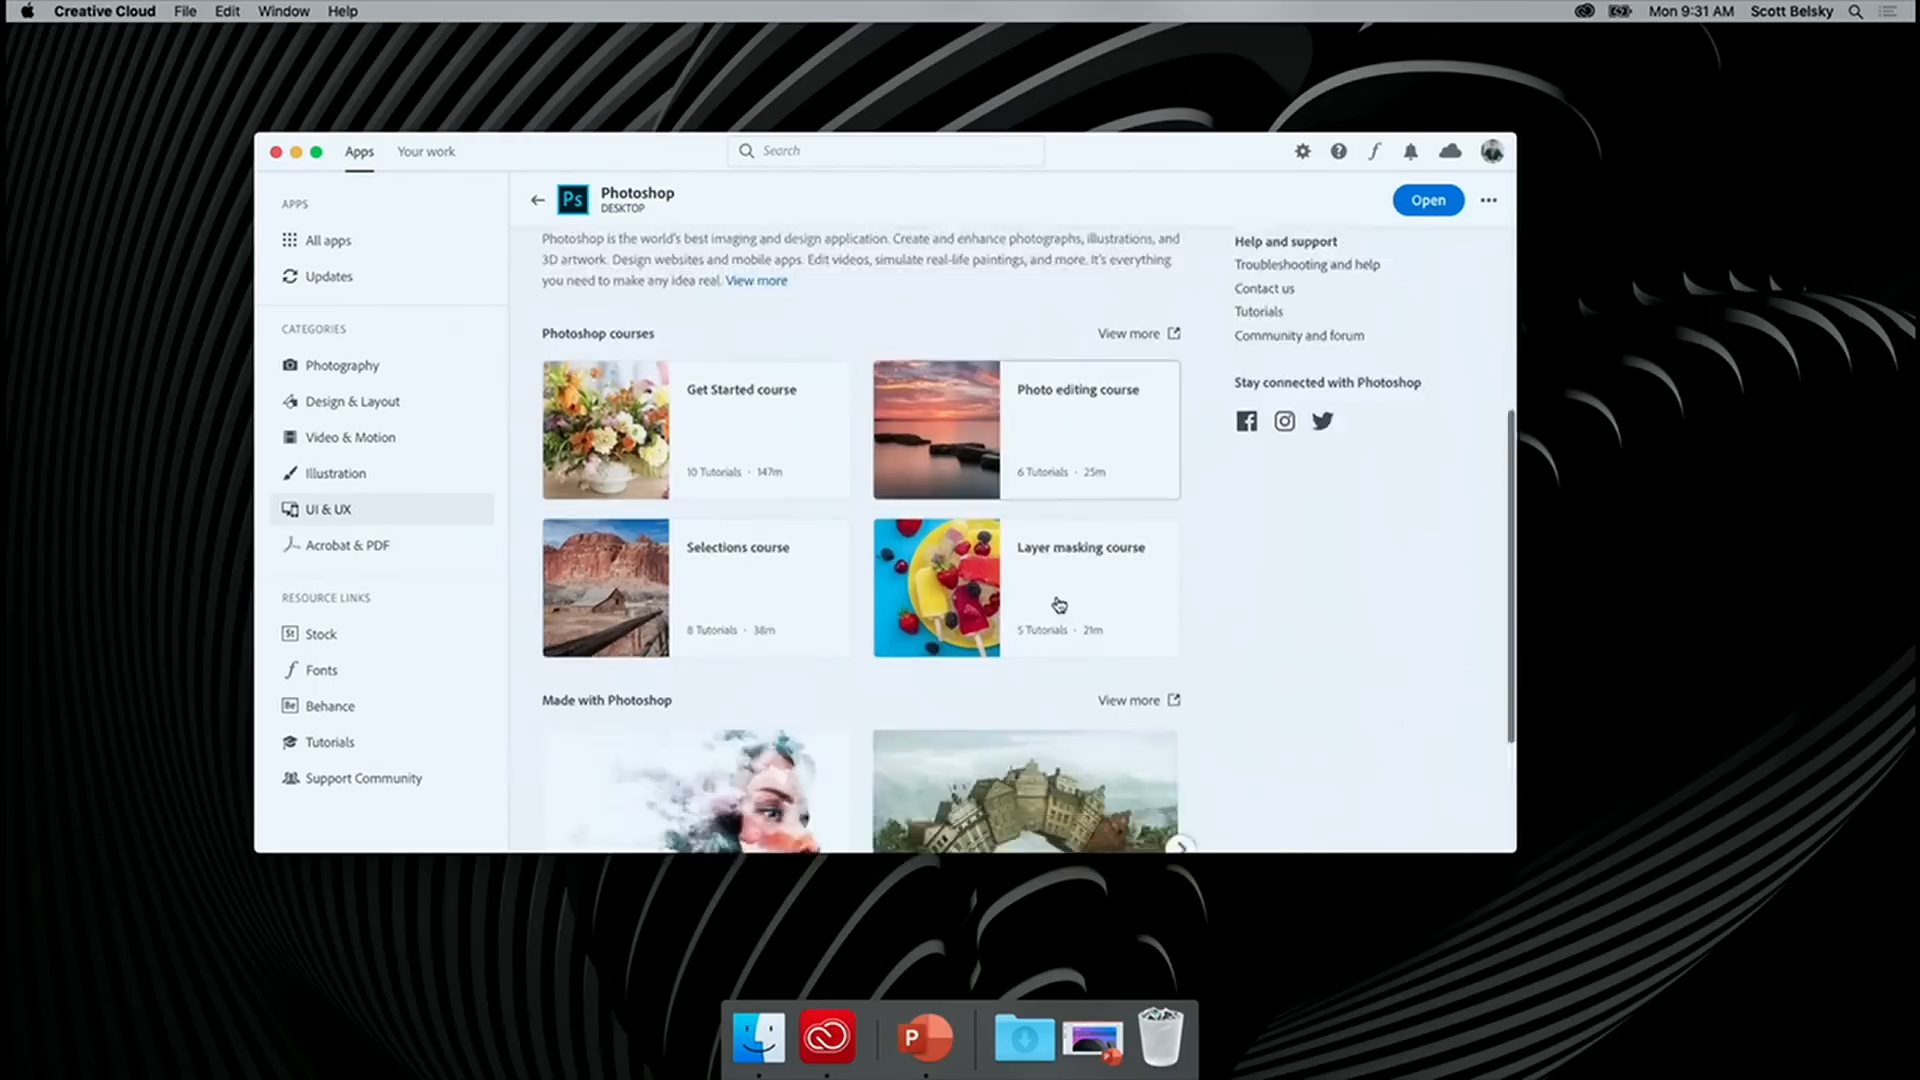 Creative Cloud File Edit Window Help
Mon 9:31 AM Scott Belsky
Apps Your work
Search
APPS
All apps
Updates
CATEGORIES
Photography
Design & Layout
Video & Motion
Illustration
UI & UX
Acrobat & PDF
RESOURCE LINKS
St Stock
Fonts
Be Behance
Tutorials
Support Community
Ps Photoshop
DESKTOP
Open
Photoshop is the world's best imaging and design application. Create and enhance photographs, illustrations, and
3D artwork. Design websites and mobile apps. Edit videos, simulate real-life paintings, and more. It's everything
you need to make any idea real. View more
Photoshop courses
View more
Get Started course
10 Tutorials · 147m
Photo editing course
6 Tutorials · 25m
Selections course
8 Tutorials · 38m
Layer masking course
5 Tutorials · 21m
Made with Photoshop
View more
Help and support
Troubleshooting and help
Contact us
Tutorials
Community and forum
Stay connected with Photoshop
P